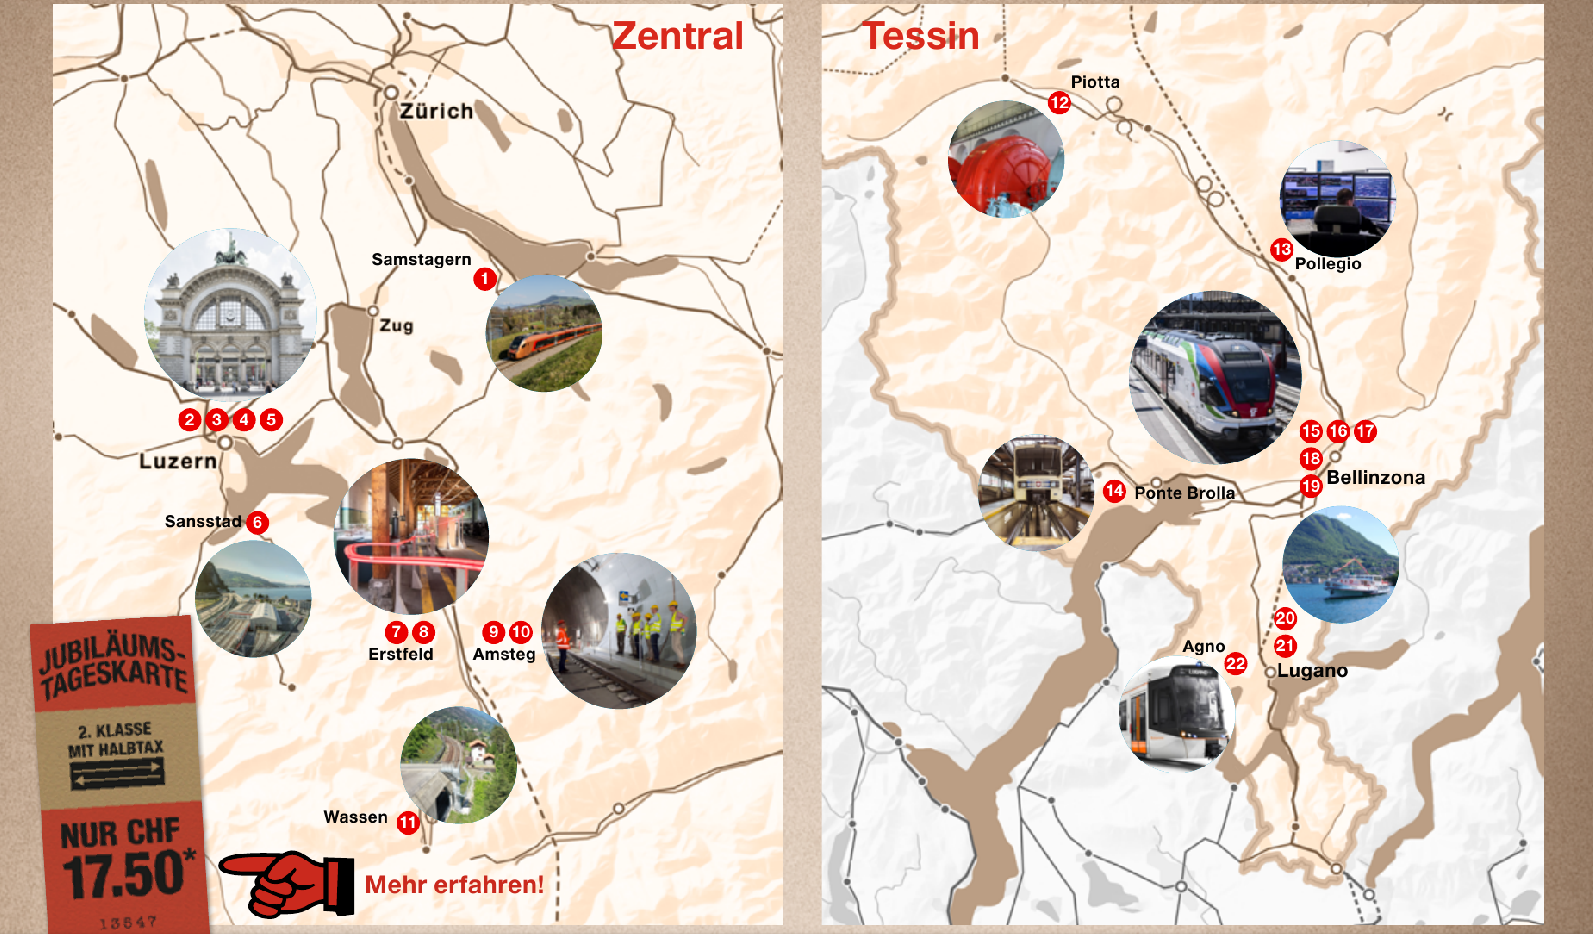 Zentral
Zürich
Samstagern
1
Zug
2 3 4 5
Luzern
Sansstad 6
7 8
Erstfeld
9 10
Amsteg
Wassen 11
JUBILÄUMS-
TAGESKARTE
2. KLASSE
MIT HALBTAX
NUR CHF
17.50*
13647
Mehr erfahren!
Tessin
Piotta
12
13
Pollegio
15 16 17
18
Bellinzona
19
14 Ponte Brolla
20
21
Agno
22
Lugano